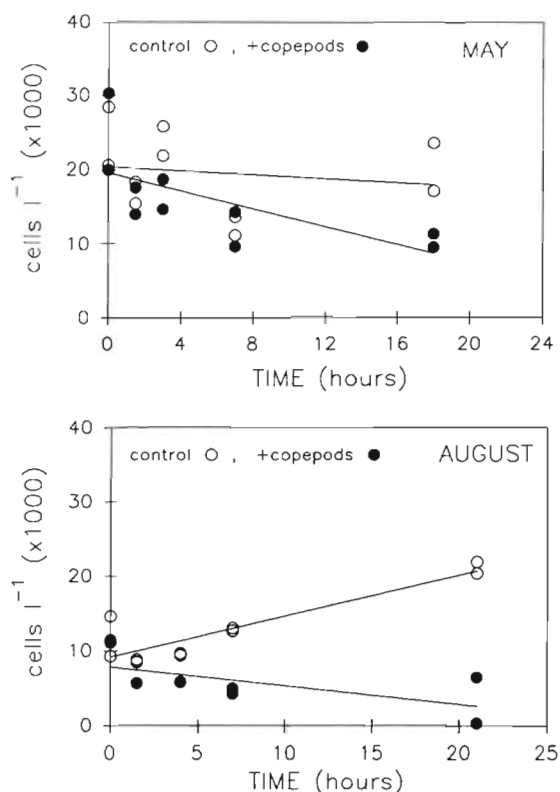 40
control ○ , +copepods ● MAY
30
20
10
0
cells l⁻¹ (x1000)
0 4 8 12 16 20 24
TIME (hours)
40
control ○ , +copepods ● AUGUST
30
20
10
0
cells l⁻¹ (x1000)
0 5 10 15 20 25
TIME (hours)